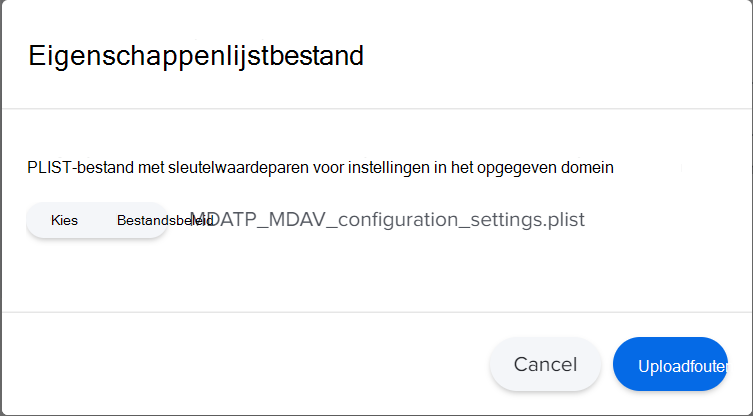 Eigenschappenlijstbestand
PLIST-bestand met sleutelwaardeparen voor instellingen in het opgegeven domein
Kies Bestandsbeleid MDATP_MDAV_configuration_settings.plist
Cancel Uploadfouten